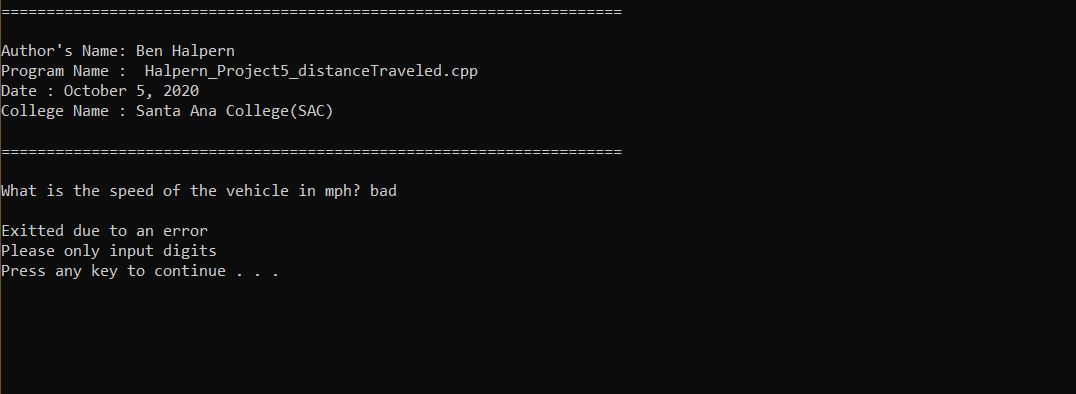 =====================================================================
Author's Name: Ben Halpern
Program Name :  Halpern_Project5_distanceTraveled.cpp
Date : October 5, 2020
College Name : Santa Ana College(SAC)
=====================================================================
What is the speed of the vehicle in mph? bad
Exitted due to an error
Please only input digits
Press any key to continue . . .